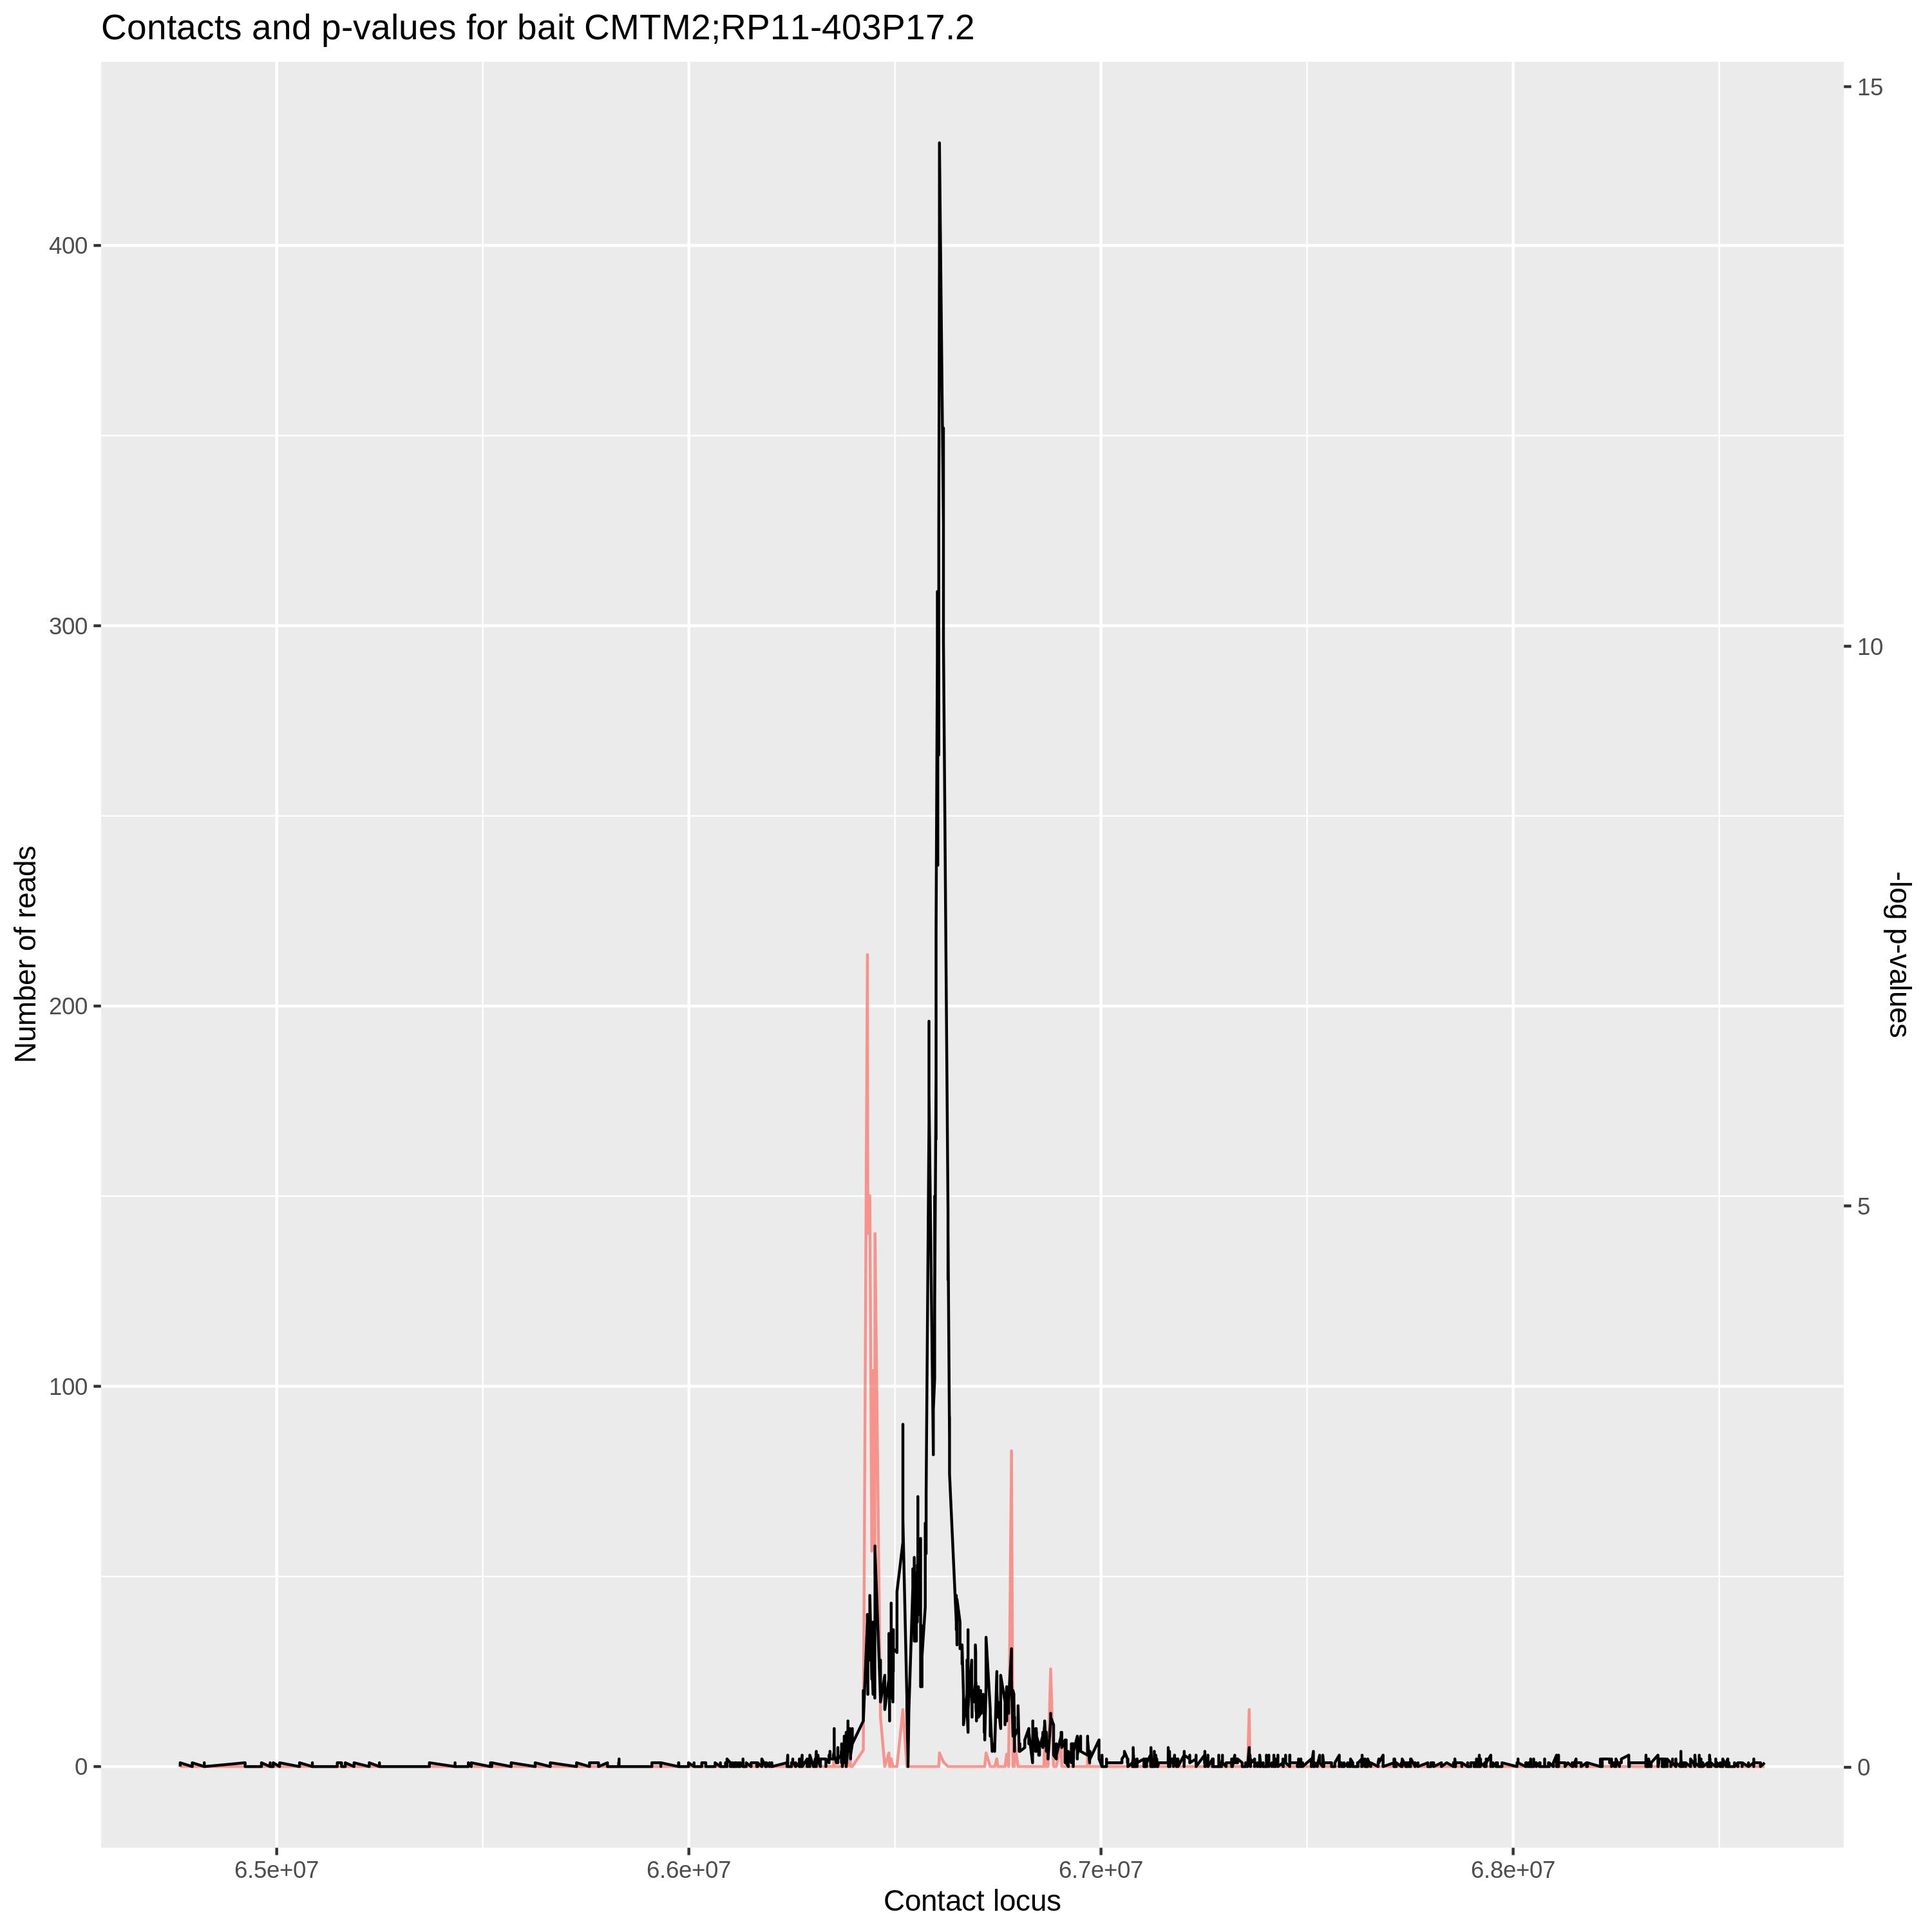 Contacts and p-values for bait CMTM2;RP11-403P17.2
Number of reads
400
300
200
100
0
15
10
5
0
-log p-values
6.5e+07 6.6e+07 6.7e+07 6.8e+07
Contact locus